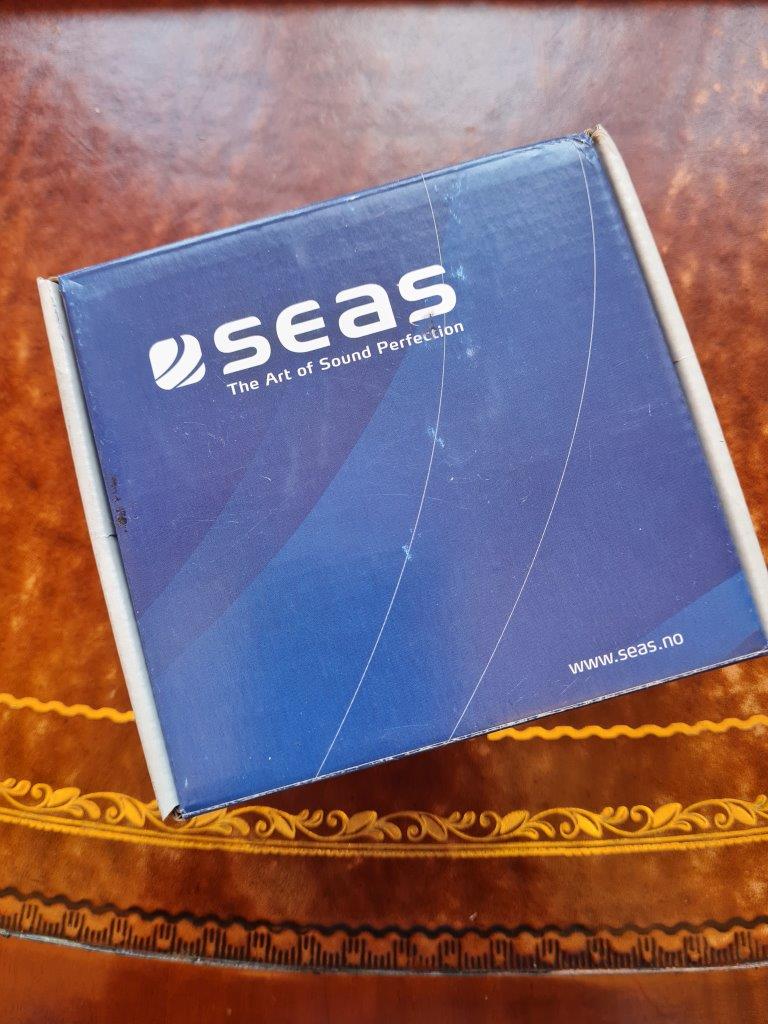 seas
The Art of Sound Perfection
www.seas.no